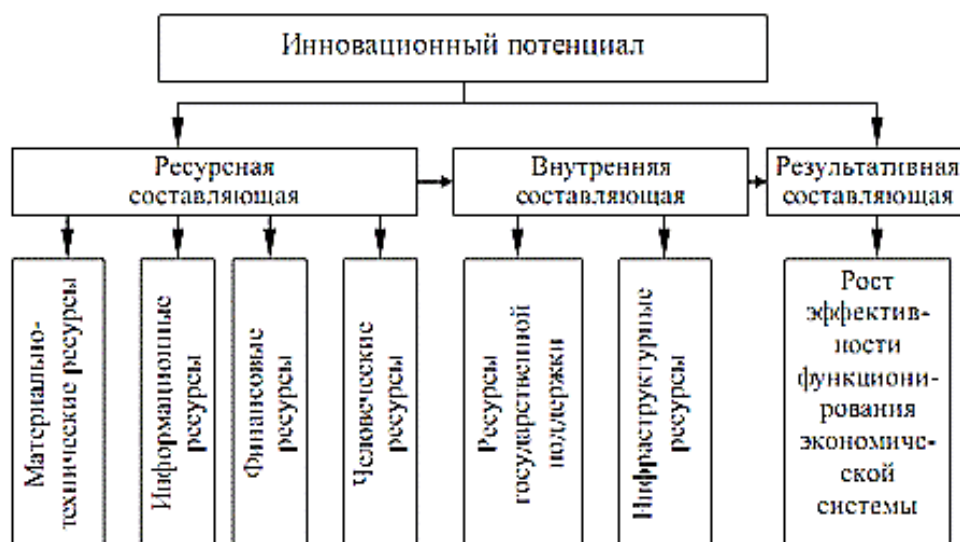 Инновационный потенциал
Ресурсная
составляющая
Внутренняя
составляющая
Результативная
составляющая
Материально-
технические ресурсы
Информационные
ресурсы
Финансовые
ресурсы
Человеческие
ресурсы
Ресурсы
государственной
поддержки
Инфраструктурные
ресурсы
Рост
эффектив-
ности
функциони-
рования
экономиче-
ской
системы